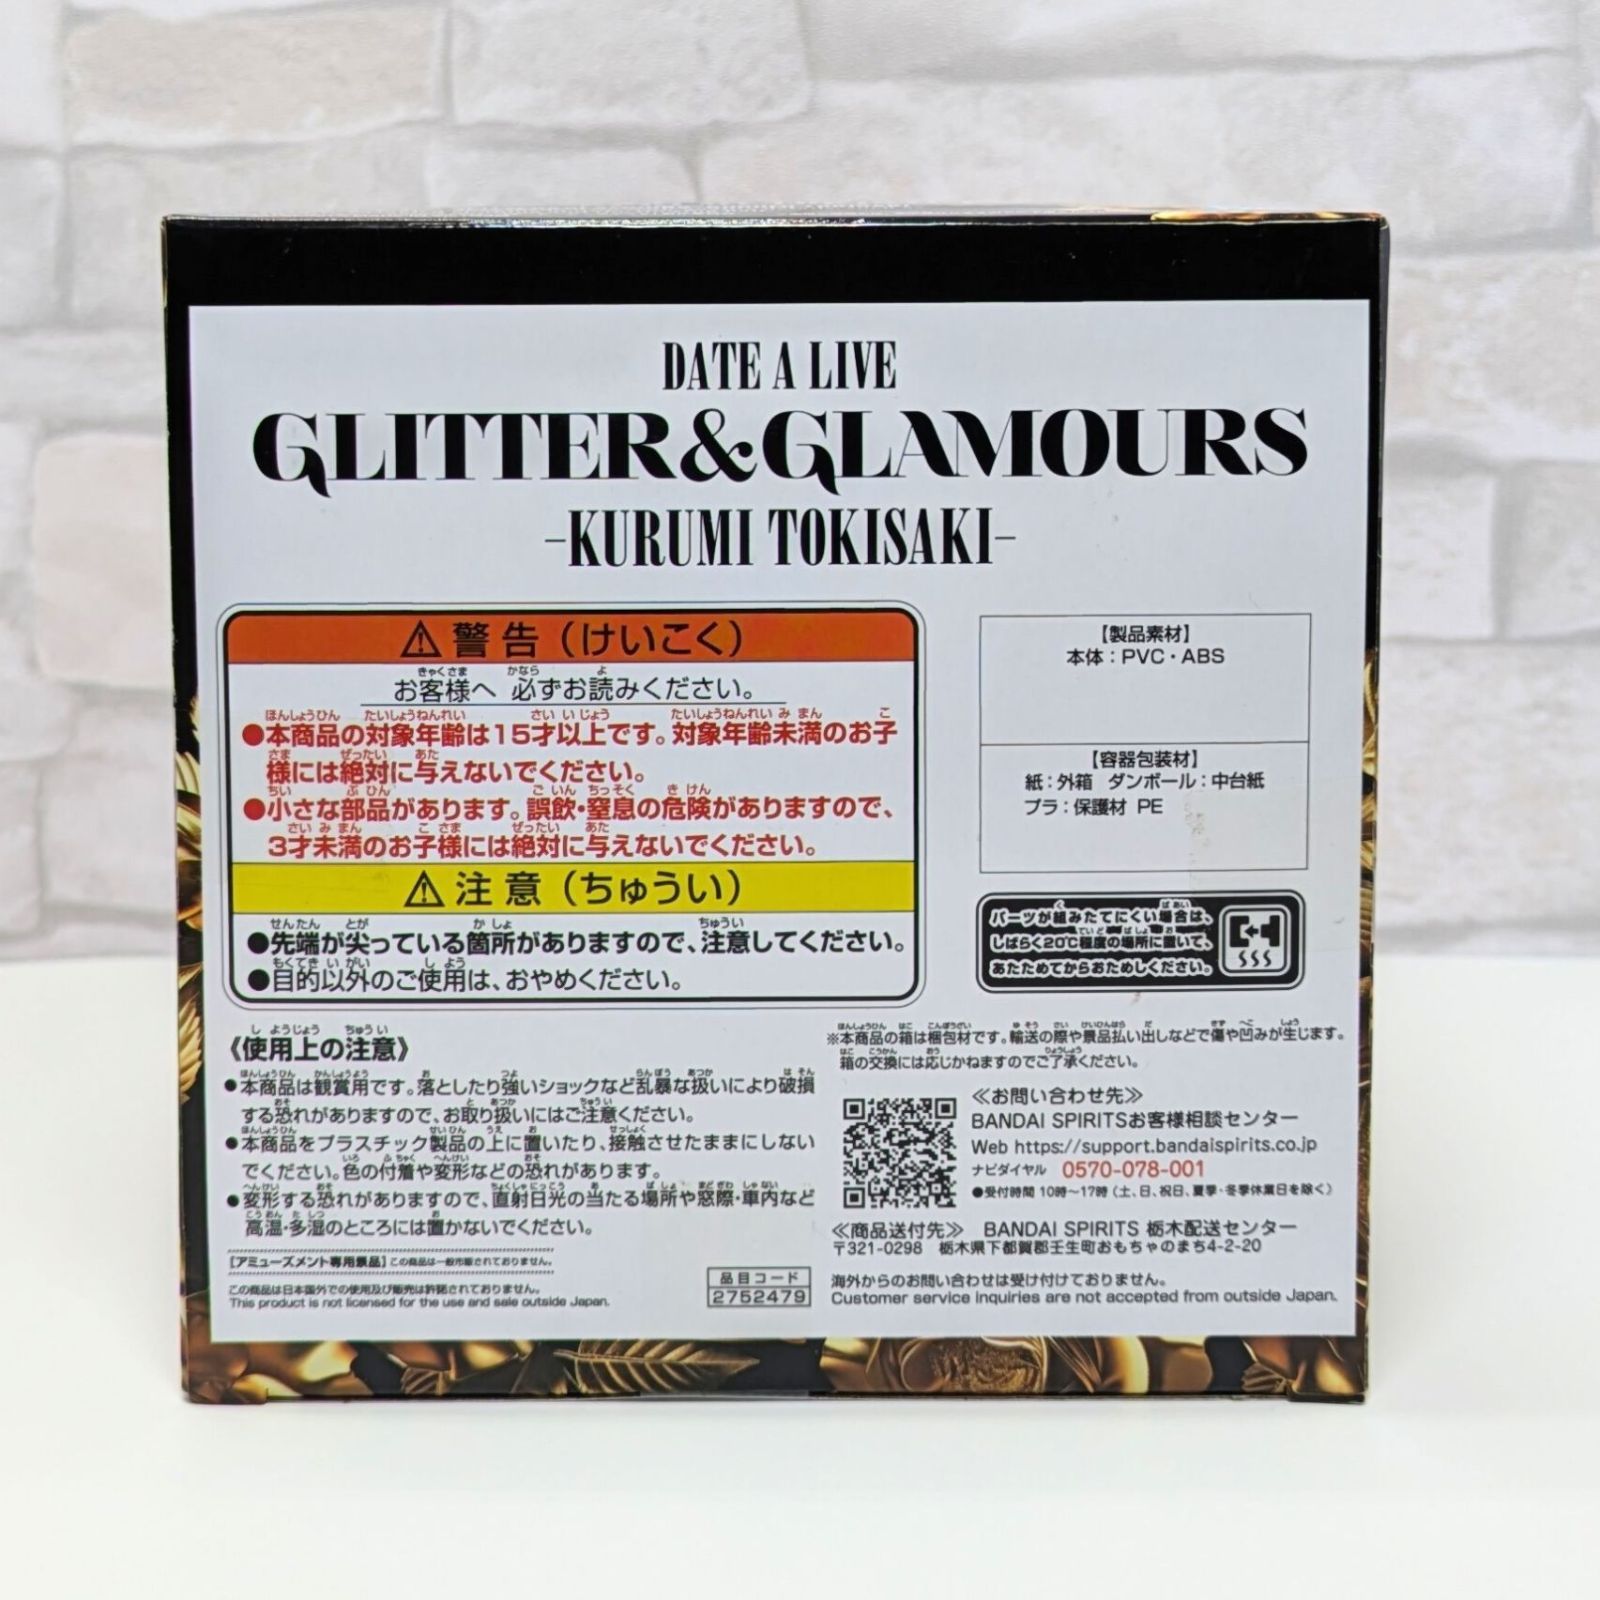 DATE A LIVE
GLITTER&GLAMOURS
-KURUMI TOKISAKI-
⚠警告(けいこく)
お客様へ 必ずお読みください。
●本商品の対象年齢は15才以上です。対象年齢未満のお子
様には絶対に与えないでください。
●小さな部品があります。誤飲・窒息の危険がありますので、
3才未満のお子様には絶対に与えないでください。
⚠注意(ちゅうい)
●先端が尖っている箇所がありますので、注意してください。
●目的以外のご使用は、おやめください。
【製品素材】
本体:PVC・ABS
【容器包装材】
紙:外箱 ダンボール:中台紙
プラ:保護材 PE
パーツが組みたてにくい場合は、
しばらく20℃程度の場所に置いて、
あたためてからおためしください。
《使用上の注意》
●本商品は観賞用です。落としたり強いショックなど乱暴な扱いにより破損
する恐れがありますので、お取り扱いにはご注意ください。
●本商品をプラスチック製品の上に置いたり、接触させたままにしない
でください。色の付着や変形などの恐れがあります。
●変形する恐れがありますので、直射日光の当たる場所や窓際・車内など
高温・多湿のところには置かないでください。
[アミューズメント専用景品]この商品は一般市販されておりません。
この商品は日本国外での使用及び販売は許諾されておりません。
This product is not licensed for the use and sale outside Japan.
品目コード
2752479
※本商品の箱は梱包材です。輸送の際や景品払い出しなどで傷や凹みが生じます。
箱の交換には応じかねますのでご了承ください。
≪お問い合わせ先≫
BANDAI SPIRITSお客様相談センター
Web https://support.bandaispirits.co.jp
ナビダイヤル 0570-078-001
●受付時間 10時~17時(土、日、祝日、夏季・冬季休業日を除く)
≪商品送付先≫ BANDAI SPIRITS 栃木配送センター
〒321-0298 栃木県下都賀郡壬生町おもちゃのまち4-2-20
海外からのお問い合わせは受け付けておりません。
Customer service inquiries are not accepted from outside Japan.